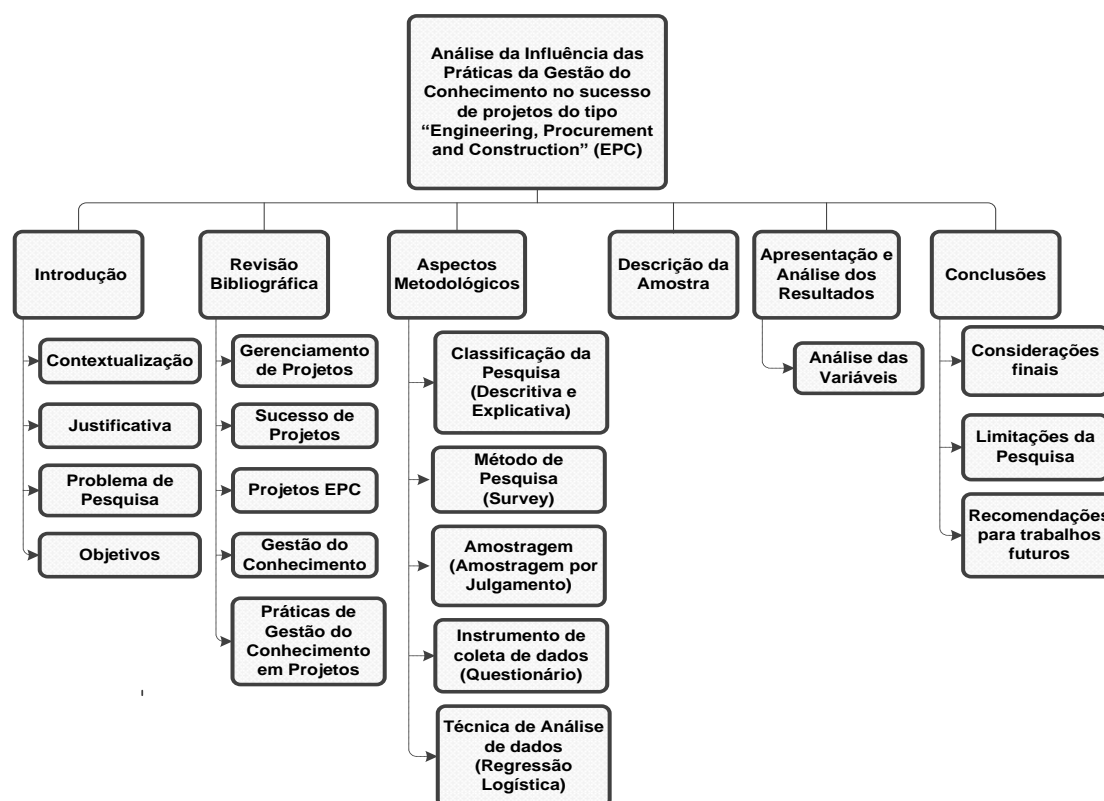 Análise da Influência das
Práticas da Gestão do
Conhecimento no sucesso
de projetos do tipo
“Engineering, Procurement
and Construction” (EPC)
Introdução
Contextualização
Justificativa
Problema de
Pesquisa
Objetivos
Revisão
Bibliográfica
Gerenciamento
de Projetos
Sucesso de
Projetos
Projetos EPC
Gestão do
Conhecimento
Práticas de
Gestão do
Conhecimento
em Projetos
Aspectos
Metodológicos
Classificação da
Pesquisa
(Descritiva e
Explicativa)
Método de
Pesquisa
(Survey)
Amostragem
(Amostragem por
Julgamento)
Instrumento de
coleta de dados
(Questionário)
Técnica de Análise
de dados
(Regressão
Logística)
Descrição da
Amostra
Apresentação e
Análise dos
Resultados
Análise das
Variáveis
Conclusões
Considerações
finais
Limitações da
Pesquisa
Recomendações
para trabalhos
futuros